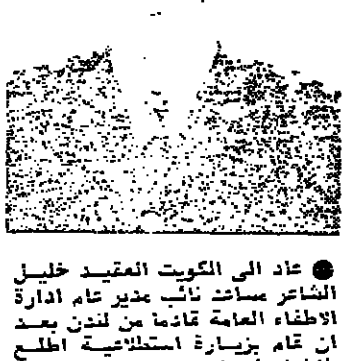 ● عاد الى الكويت العقيد خليل
الشاعر مساعد نائب مدير عام ادارة
الاطفاء العامة قادما من لندن بعد
ان قام بزيارة استطلاعية اطلع